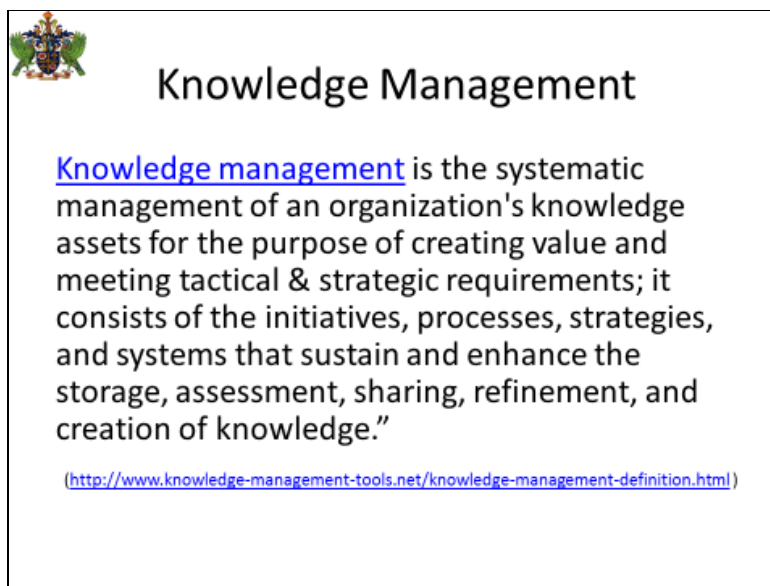 Knowledge Management
Knowledge management is the systematic
management of an organization's knowledge
assets for the purpose of creating value and
meeting tactical & strategic requirements; it
consists of the initiatives, processes, strategies,
and systems that sustain and enhance the
storage, assessment, sharing, refinement, and
creation of knowledge.”
(http://www.knowledge-management-tools.net/knowledge-management-definition.html)